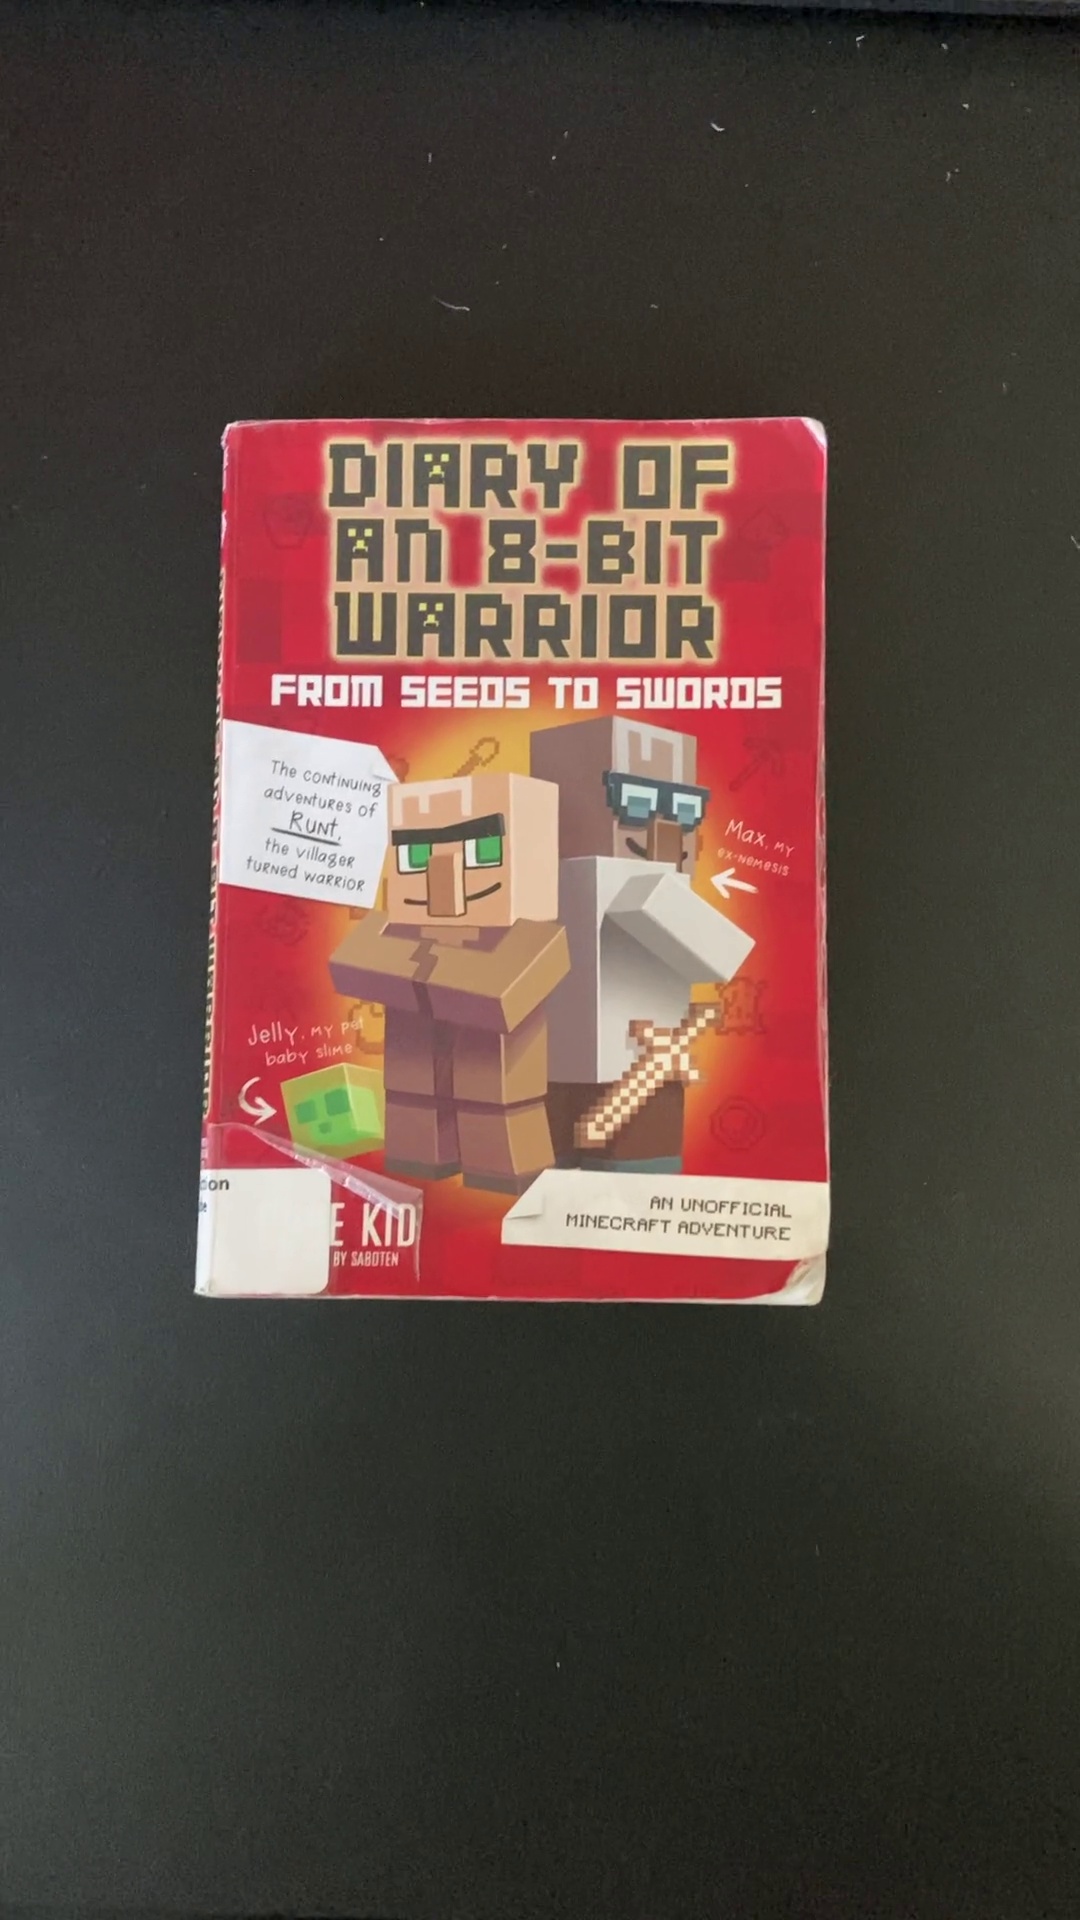 DIARY OF
AN 8-BIT
WARRIOR
FROM SEEDS TO SWORDS
The continuing
adventures of
Runt,
the villager
turned warrior
Max, my
ex-nemesis
Jelly, my pet
baby slime
E KID
BY SABOTEN
AN UNOFFICIAL
MINECRAFT ADVENTURE